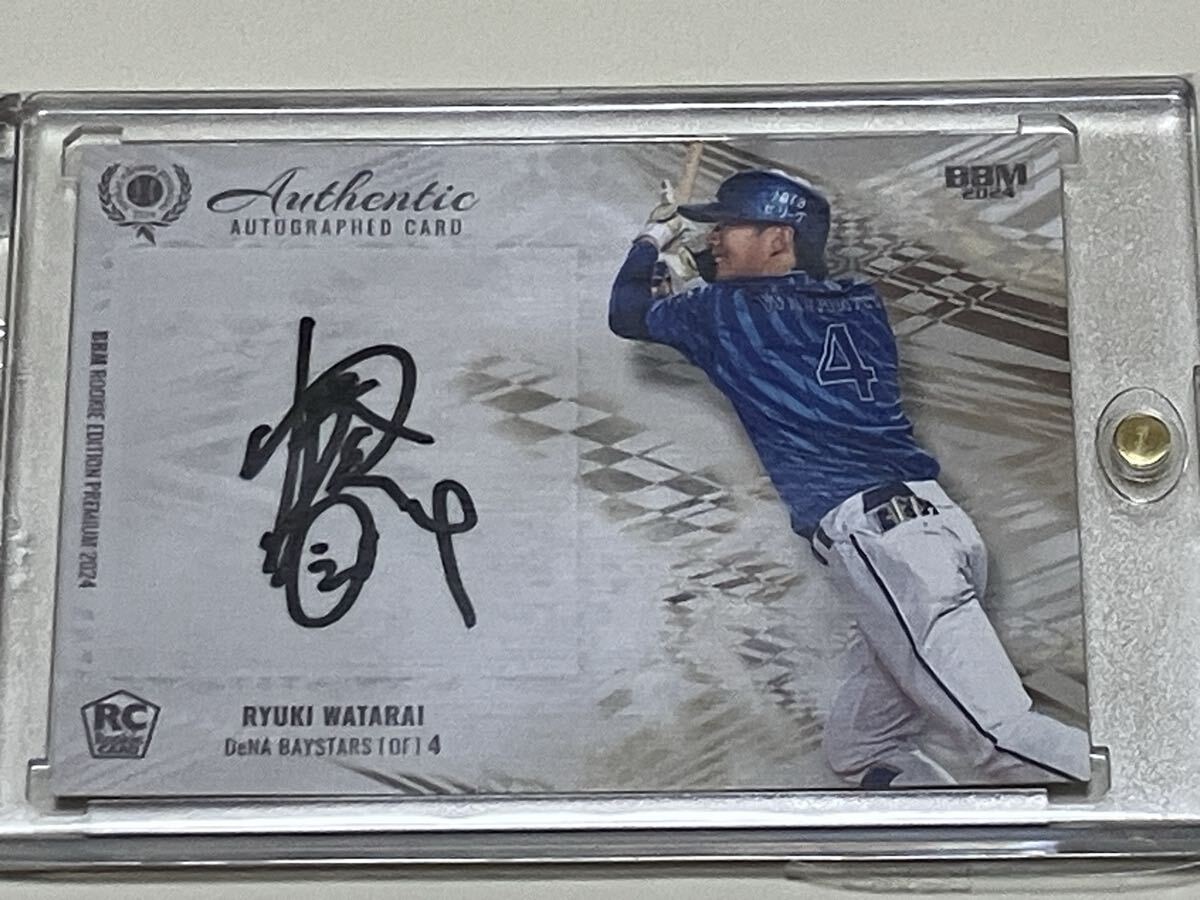 Authentic
AUTOGRAPHED CARD
BBM
2024
4
BBM ROOKIE EDITION PREMIUM 2024
RC
RYUKI WATARAI
DeNA BAYSTARS [OF] 4